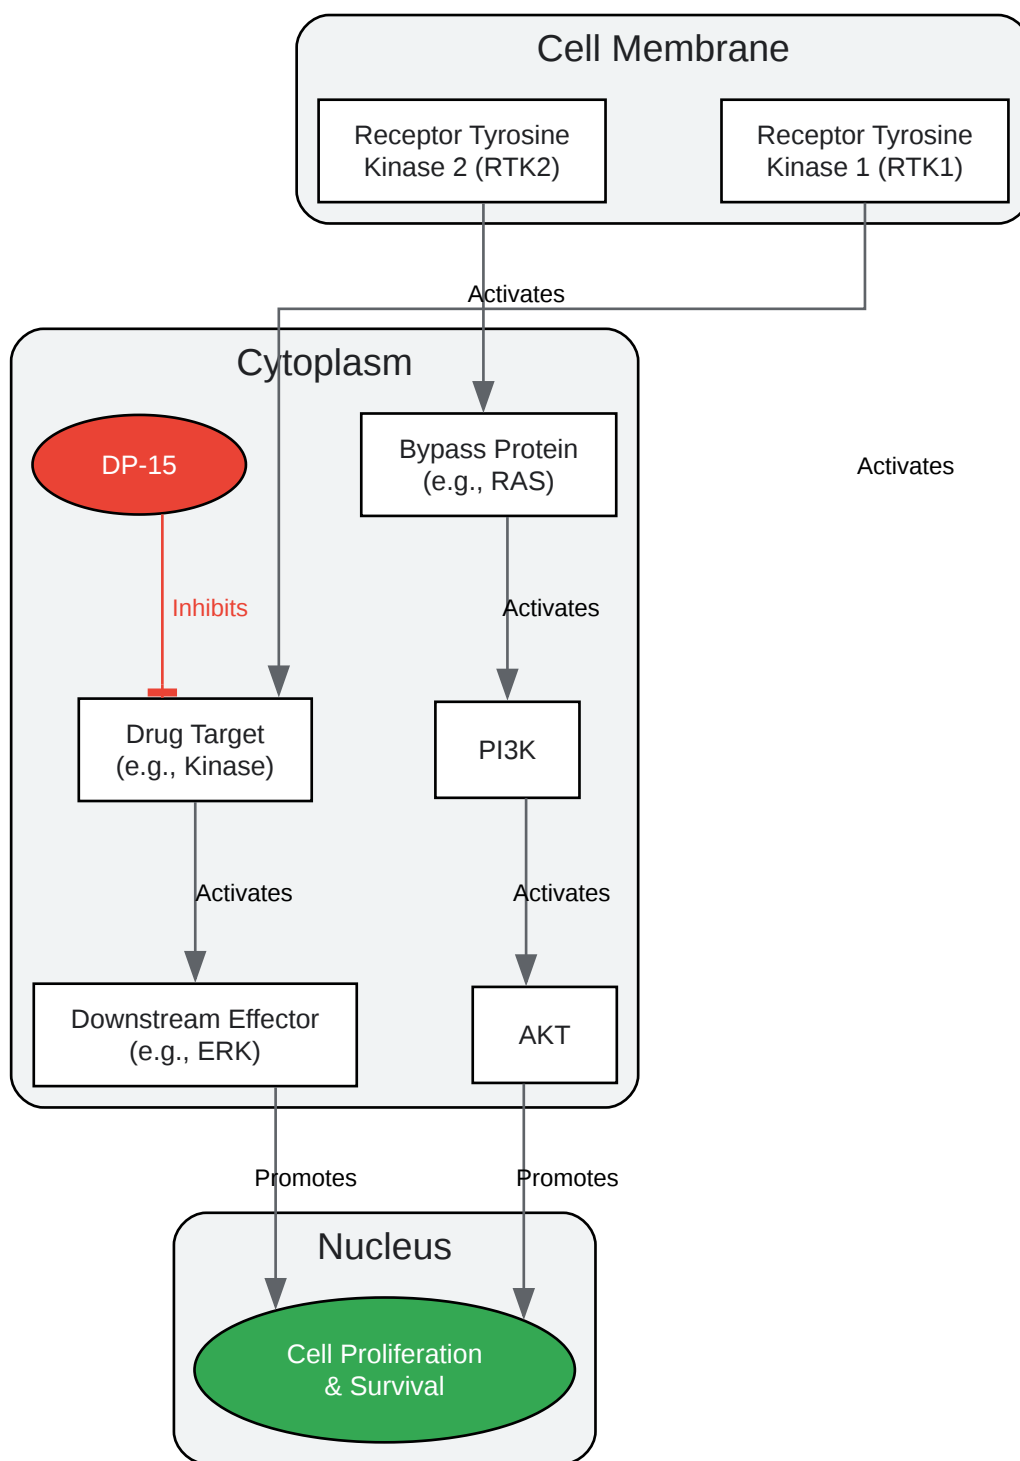 Cell Membrane
Receptor Tyrosine
Kinase 2 (RTK2)
Receptor Tyrosine
Kinase 1 (RTK1)
Activates
Cytoplasm
DP-15
Bypass Protein
(e.g., RAS)
Activates
Inhibits
Activates
Drug Target
(e.g., Kinase)
PI3K
Activates
Activates
Downstream Effector
(e.g., ERK)
AKT
Promotes
Promotes
Nucleus
Cell Proliferation
& Survival